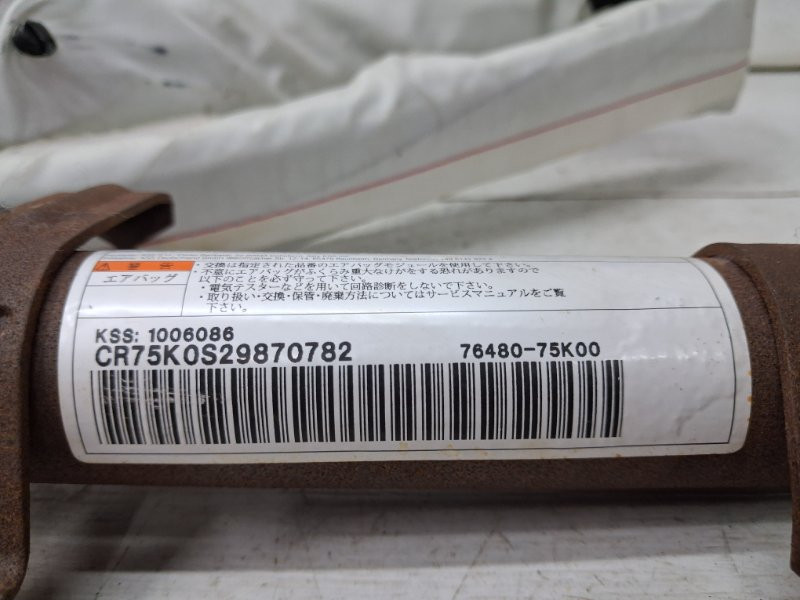 ・交換は指定された品番のエアバッグモジュールを使用して下さい。
警告
・不意にエアバッグがふくらみ重大なけがをする恐れがありますので
エアバッグ
以下のことを必ず守って下さい。
・電気テスターなどを用いて回路診断をしないで下さい。
・取り扱い・交換・保管・廃棄方法についてはサービスマニュアルをご覧
下さい。
KSS: 1006086
CR75K0S29870782
76480-75K00